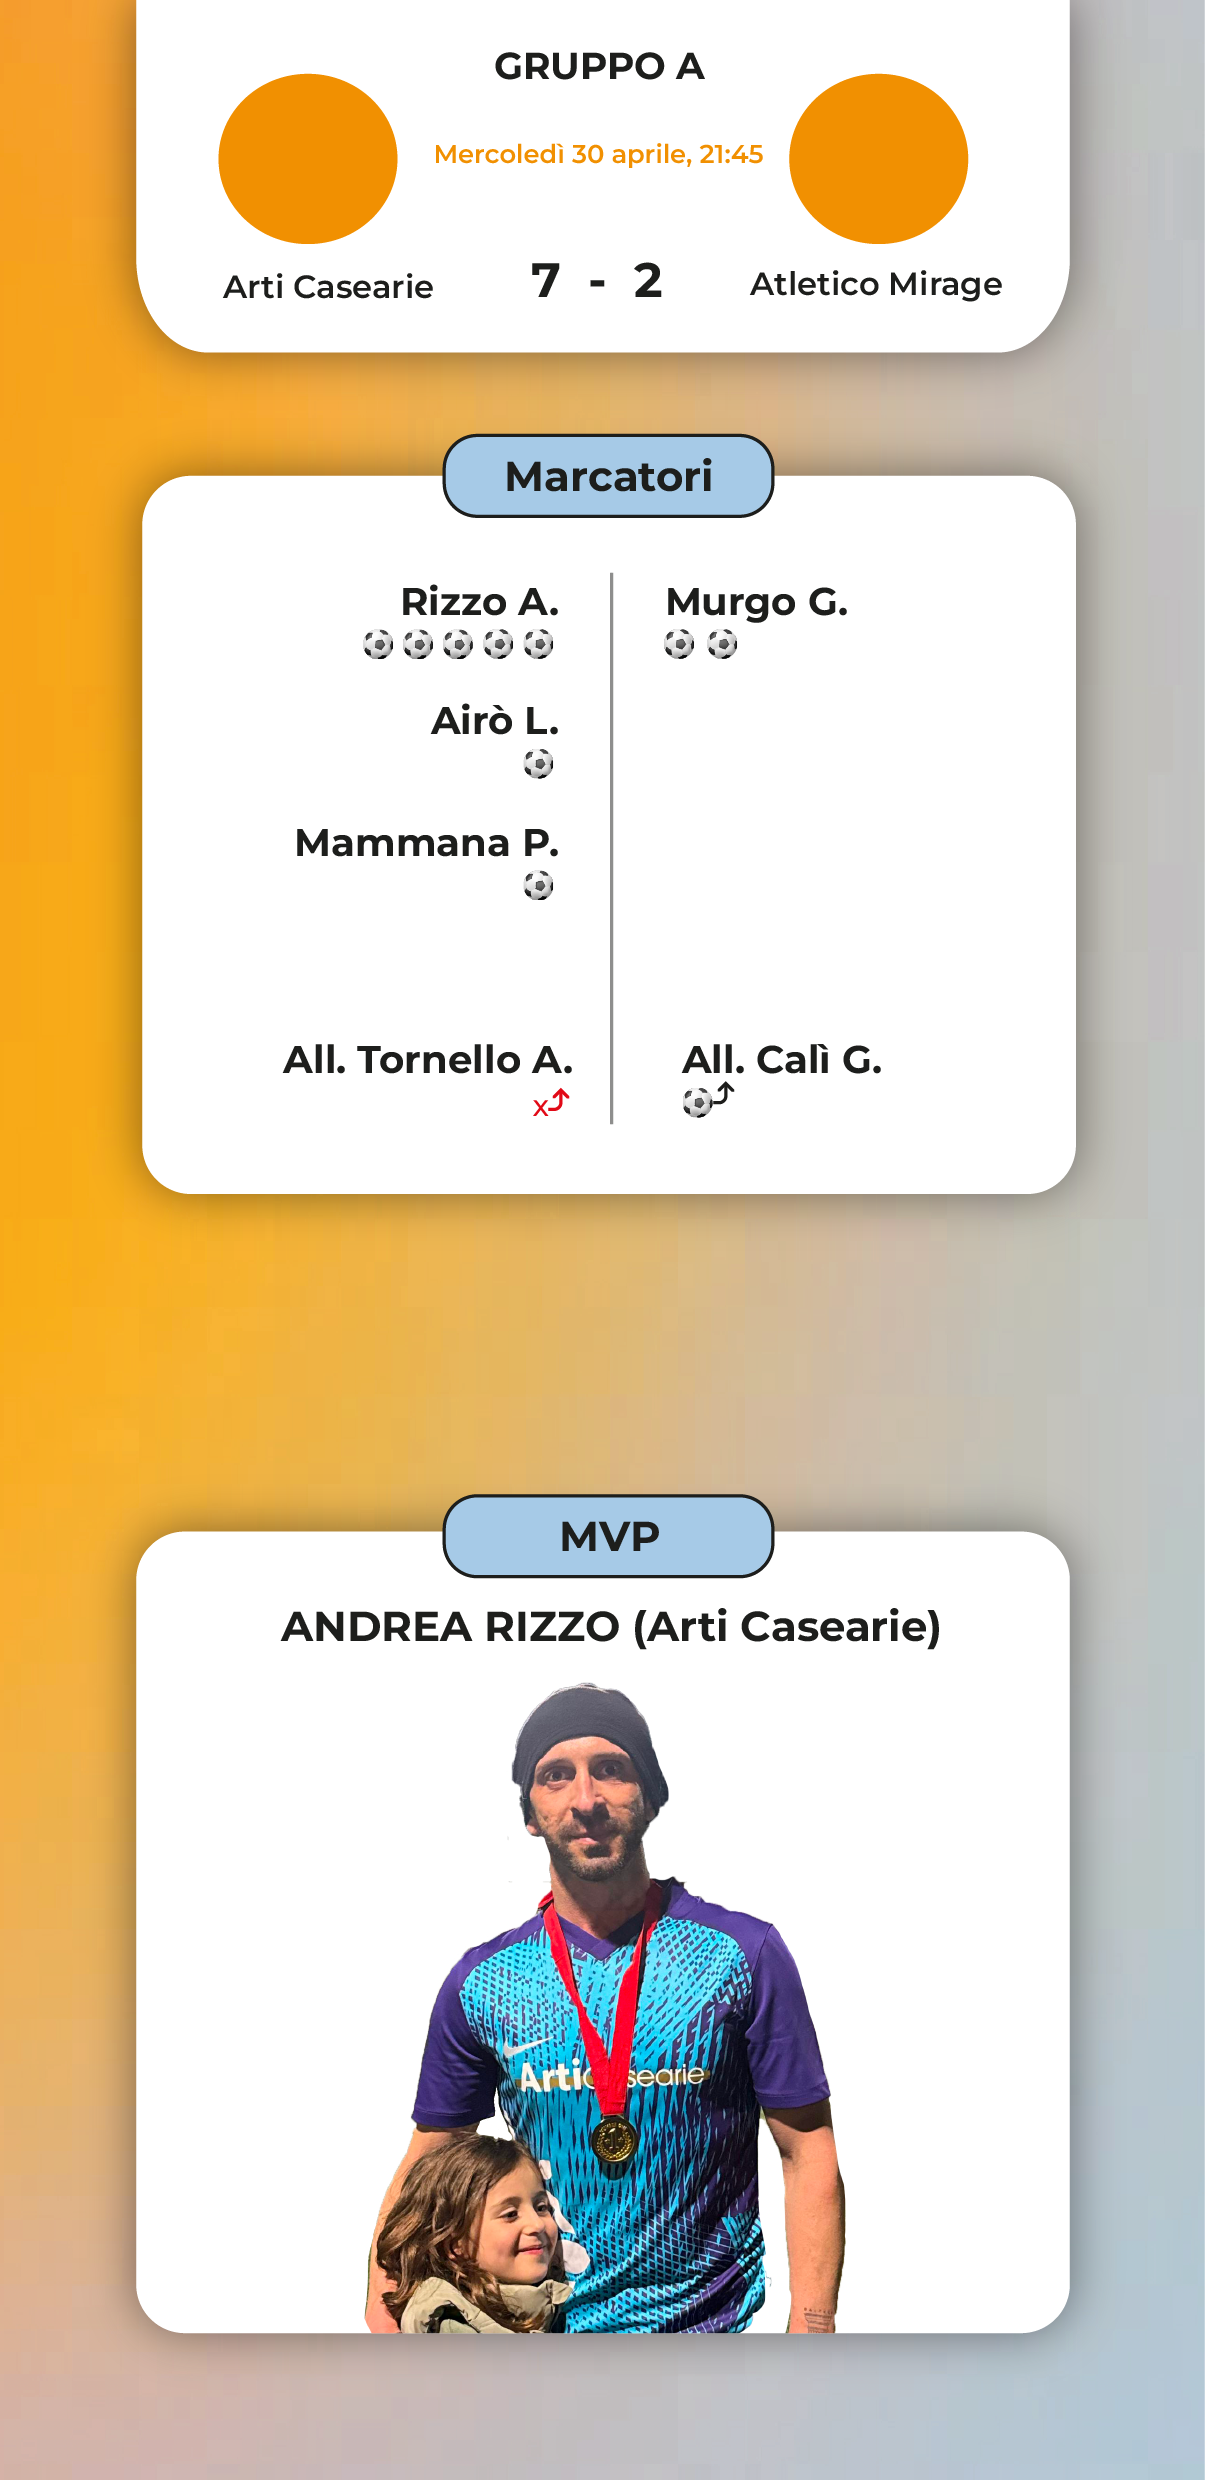 GRUPPO A
Mercoledì 30 aprile, 21:45
Arti Casearie 7 - 2 Atletico Mirage
Marcatori
Rizzo A. Murgo G.
Airò L.
Mammana P.
All. Tornello A. All. Calì G.
x
MVP
ANDREA RIZZO (Arti Casearie)
Arti searie